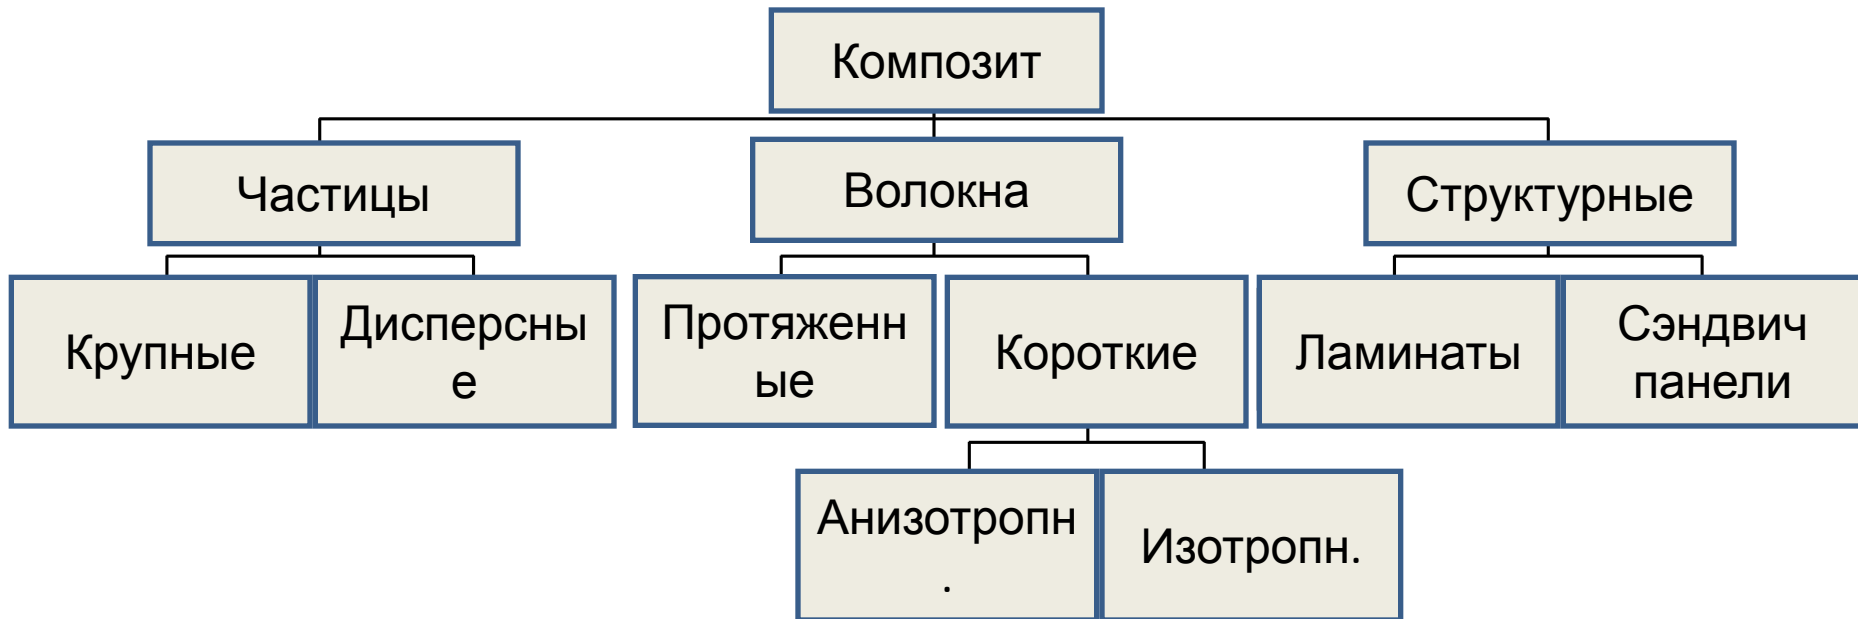 Композит
Частицы
Волокна
Структурные
Крупные
Дисперсны
е
Протяженн
ые
Короткие
Ламинаты
Сэндвич
панели
Анизотропн
.
Изотропн.